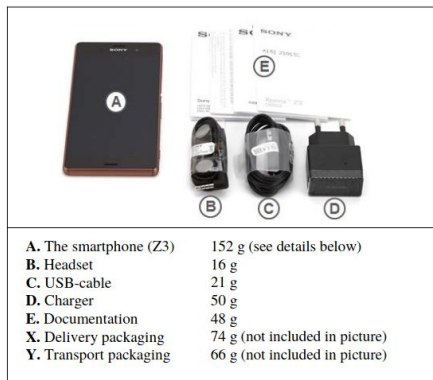 SONY
SONY
E
A
B
C
D
A. The smartphone (Z3) 152 g (see details below)
B. Headset 16 g
C. USB-cable 21 g
D. Charger 50 g
E. Documentation 48 g
X. Delivery packaging 74 g (not included in picture)
Y. Transport packaging 66 g (not included in picture)